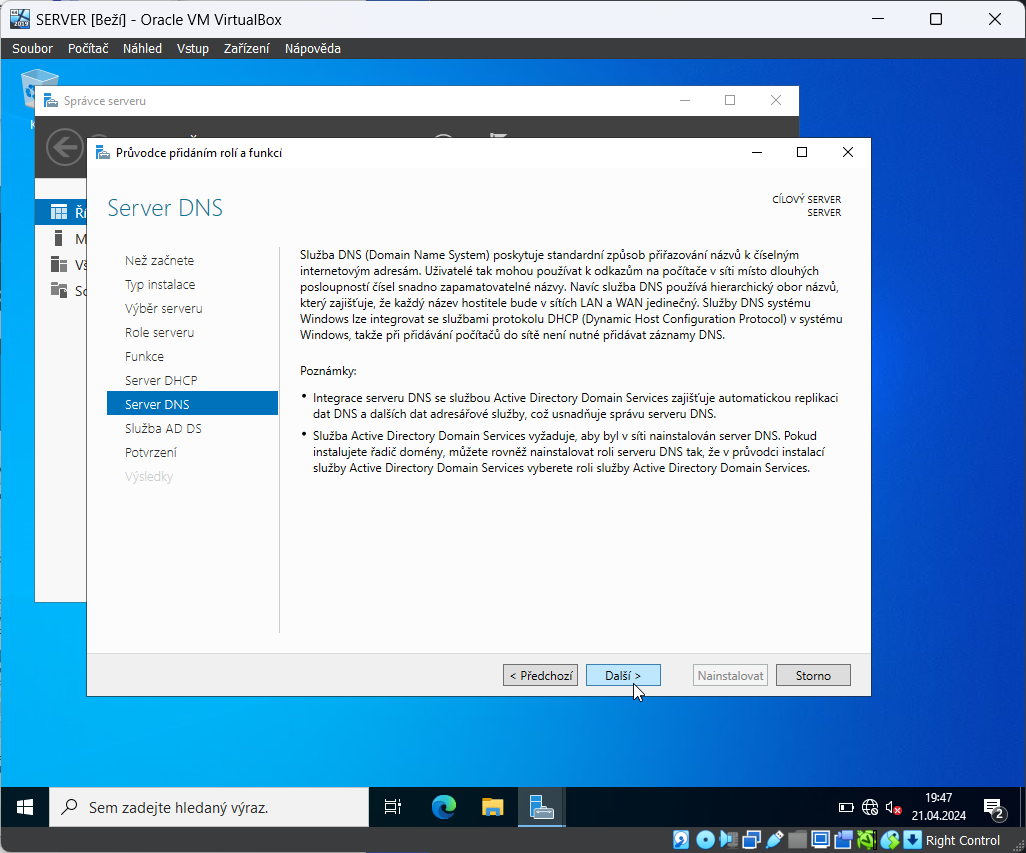 SERVER [Beží] - Oracle VM VirtualBox
Soubor Počítač Náhled Vstup Zařízení Nápověda
Správce serveru
Průvodce přidáním rolí a funkcí
Server DNS
CÍLOVÝ SERVER
SERVER
Než začnete
Typ instalace
Výběr serveru
Role serveru
Funkce
Server DHCP
Server DNS
Služba AD DS
Potvrzení
Výsledky
Služba DNS (Domain Name System) poskytuje standardní způsob přiřazování názvů k číselným
internetovým adresám. Uživatelé tak mohou používat k odkazům na počítače v síti místo dlouhých
posloupností čísel snadno zapamatovatelné názvy. Navíc služba DNS používá hierarchický obor názvů,
který zajišťuje, že každý název hostitele bude v sítích LAN a WAN jedinečný. Služby DNS systému
Windows lze integrovat se službami protokolu DHCP (Dynamic Host Configuration Protocol) v systému
Windows, takže při přidávání počítačů do sítě není nutné přidávat záznamy DNS.
Poznámky:
• Integrace serveru DNS se službou Active Directory Domain Services zajišťuje automatickou replikaci
dat DNS a dalších dat adresářové služby, což usnadňuje správu serveru DNS.
• Služba Active Directory Domain Services vyžaduje, aby byl v síti nainstalován server DNS. Pokud
instalujete řadič domény, můžete rovněž nainstalovat roli serveru DNS tak, že v průvodci instalací
služby Active Directory Domain Services vyberete roli služby Active Directory Domain Services.
< Předchozí Další > Nainstalovat Storno
Sem zadejte hledaný výraz.
19:47
21.04.2024
2
Right Control